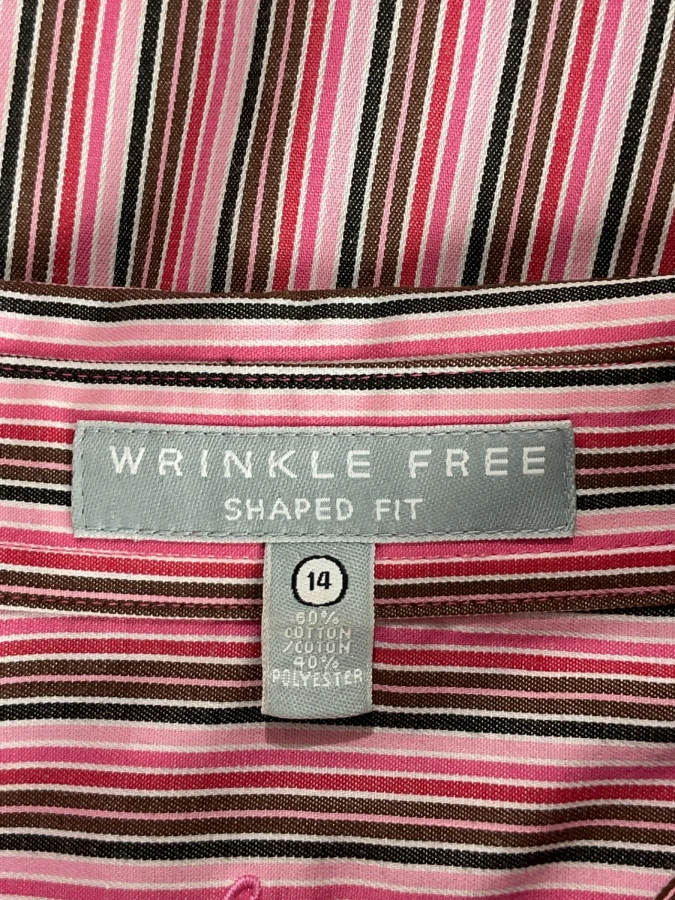 WRINKLE FREE
SHAPED FIT
14
60%
COTTON
/COTON
40%
POLYESTER